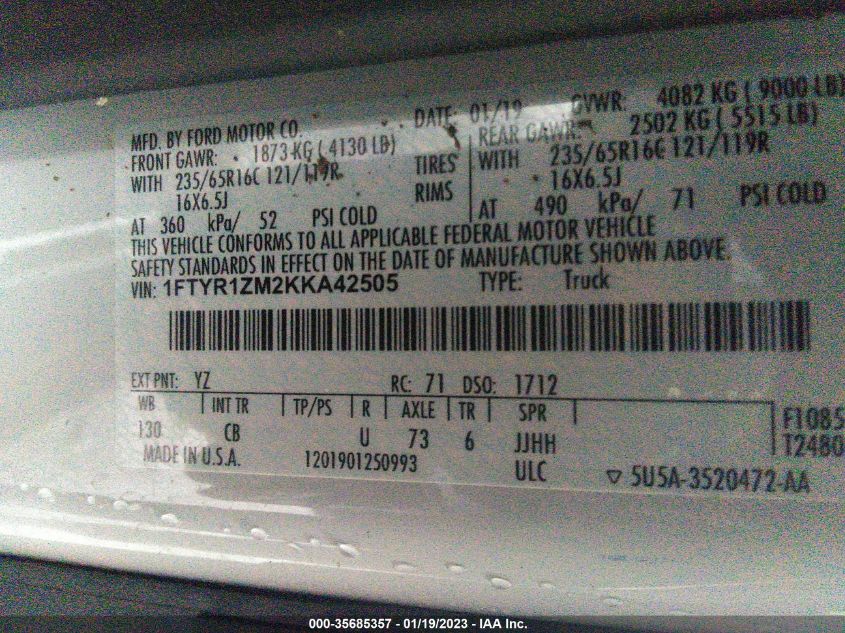 MFD. BY FORD MOTOR CO. DATE: 01/19 GVWR: 4082 KG ( 9000 LB)
FRONT GAWR: 1873 KG ( 4130 LB) REAR GAWR: 2502 KG ( 5515 LB)
WITH 235/65R16C 121/119R TIRES WITH 235/65R16C 121/119R
16X6.5J RIMS 16X6.5J
AT 360 kPa/ 52 PSI COLD AT 490 kPa/ 71 PSI COLD
THIS VEHICLE CONFORMS TO ALL APPLICABLE FEDERAL MOTOR VEHICLE
SAFETY STANDARDS IN EFFECT ON THE DATE OF MANUFACTURE SHOWN ABOVE.
VIN: 1FTYR1ZM2KKA42505 TYPE: Truck
EXT PNT: YZ RC: 71 DSO: 1712
WB INT TR TP/PS R AXLE TR SPR
130 CB U 73 6 JJHH
F1085
T2480
MADE IN U.S.A. 1201901250993 ULC ▽ 5U5A-3520472-AA
000-35685357 - 01/19/2023 - IAA Inc.